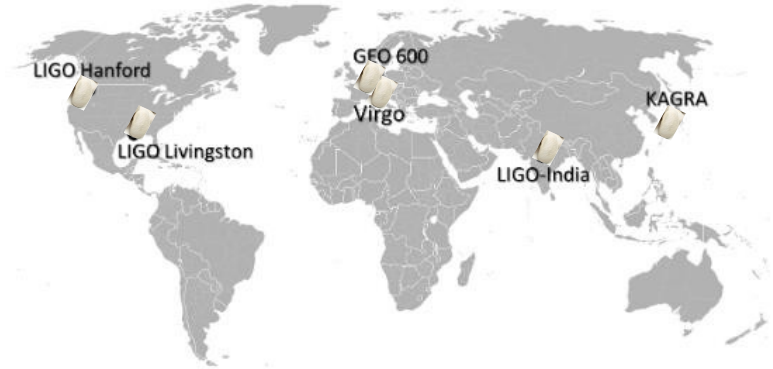 GEO 600
LIGO Hanford
KAGRA
Virgo
LIGO Livingston
LIGO-India